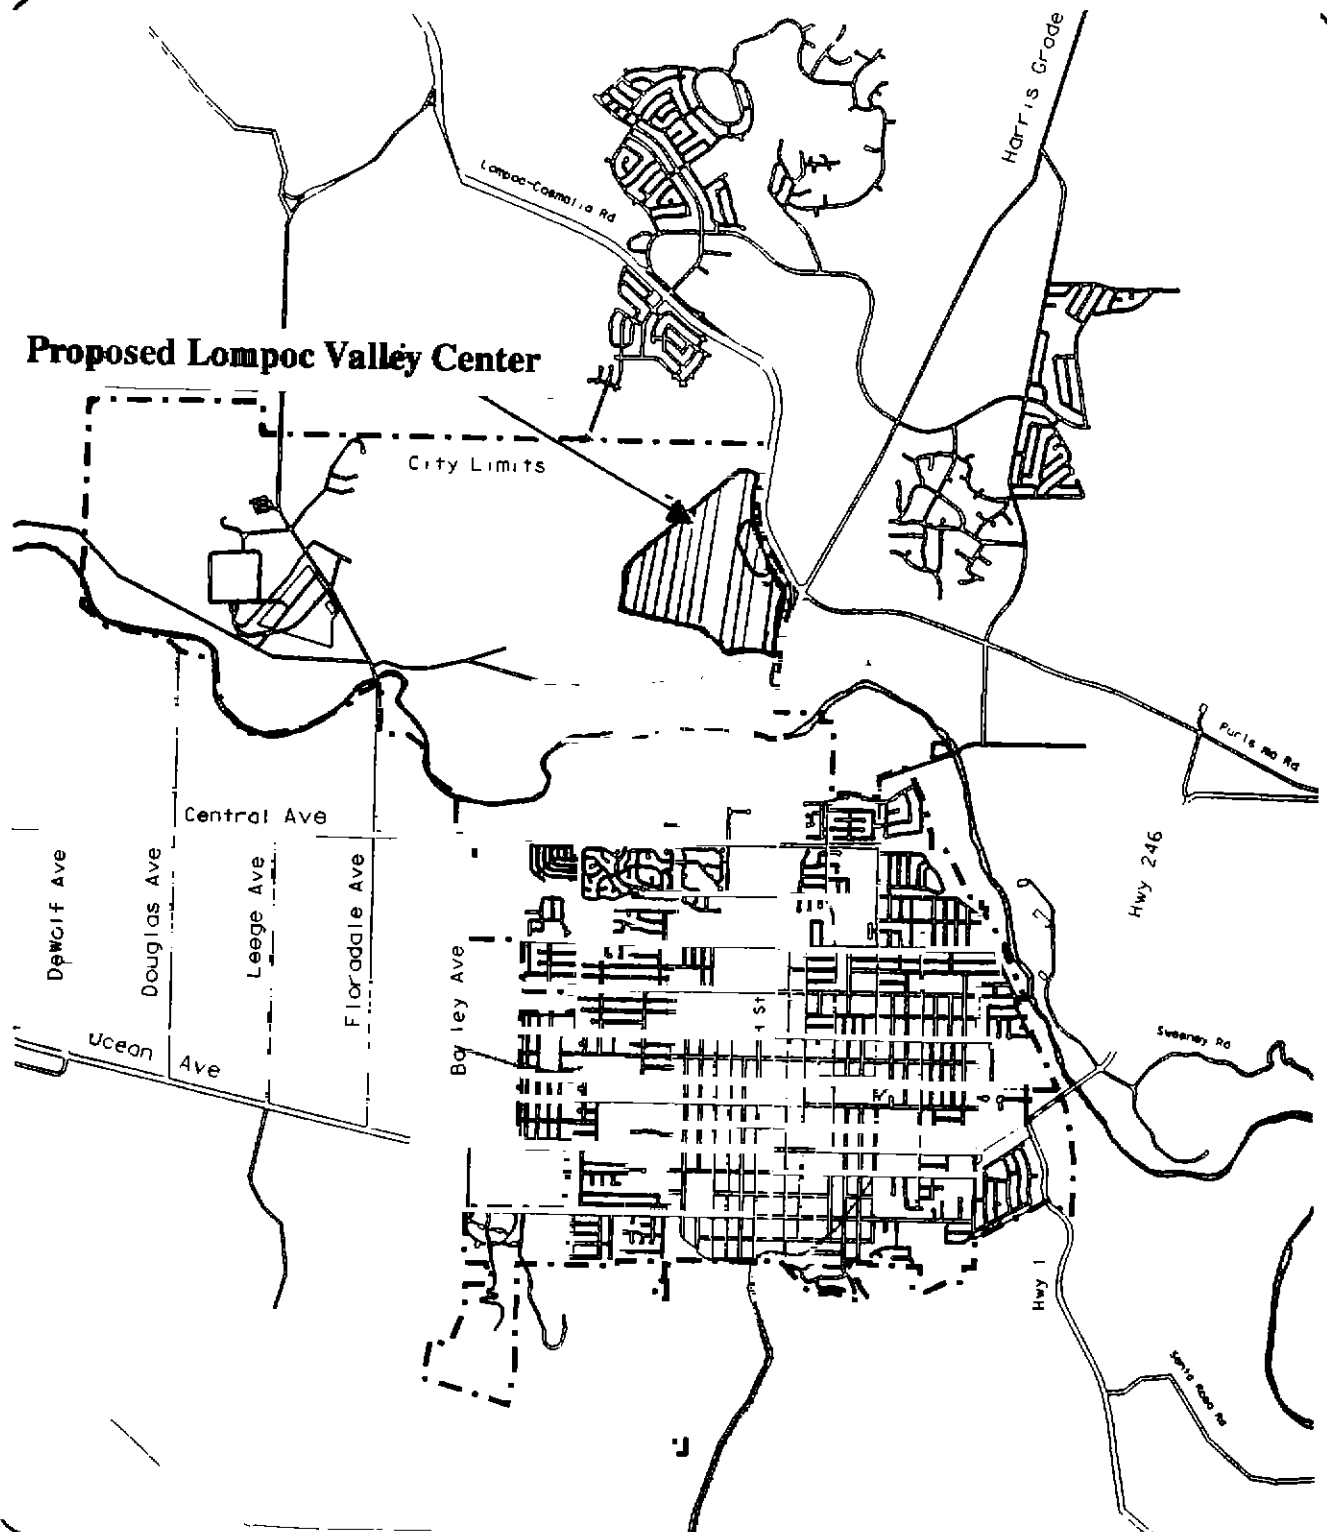 Harris Grade
Lompoc-Casmalia Rd
Proposed Lompoc Valley Center
City Limits
Purisima Rd
Central Ave
Hwy 246
DeWolf Ave
Douglas Ave
Leege Ave
Floradale Ave
Bailey Ave
H St
Ocean Ave
Sweeney Rd
Hwy 1
Santa Rosa Rd